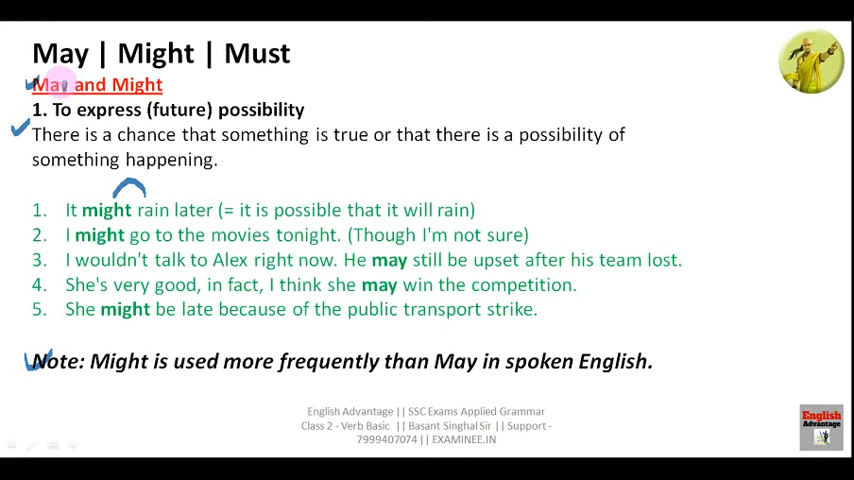 May | Might | Must
May and Might
1. To express (future) possibility
There is a chance that something is true or that there is a possibility of
something happening.
1. It might rain later (= it is possible that it will rain)
2. I might go to the movies tonight. (Though I'm not sure)
3. I wouldn't talk to Alex right now. He may still be upset after his team lost.
4. She's very good, in fact, I think she may win the competition.
5. She might be late because of the public transport strike.
Note: Might is used more frequently than May in spoken English.
English Advantage || SSC Exams Applied Grammar
Class 2 - Verb Basic || Basant Singhal Sir || Support -
7999407074 || EXAMINEE.IN
English
Advantage